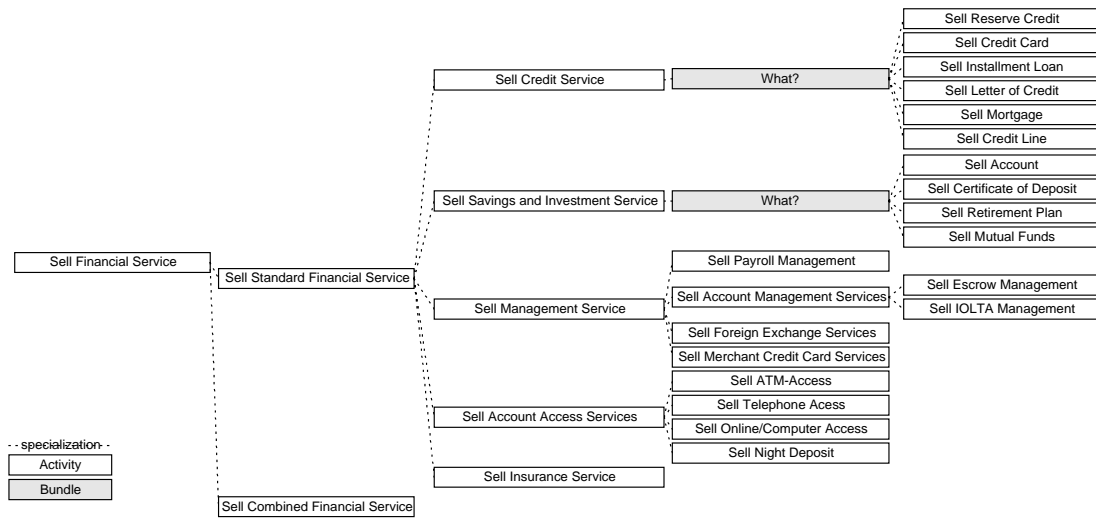 Sell Reserve Credit
Sell Credit Card
Sell Credit Service
What?
Sell Installment Loan
Sell Letter of Credit
Sell Mortgage
Sell Credit Line
Sell Account
Sell Savings and Investment Service
What?
Sell Certificate of Deposit
Sell Retirement Plan
Sell Mutual Funds
Sell Financial Service
Sell Standard Financial Service
Sell Payroll Management
Sell Management Service
Sell Account Management Services
Sell Escrow Management
Sell IOLTA Management
Sell Foreign Exchange Services
Sell Merchant Credit Card Services
Sell ATM-Access
Sell Account Access Services
Sell Telephone Acess
Sell Online/Computer Access
Sell Night Deposit
Sell Insurance Service
Sell Combined Financial Service
specialization
Activity
Bundle